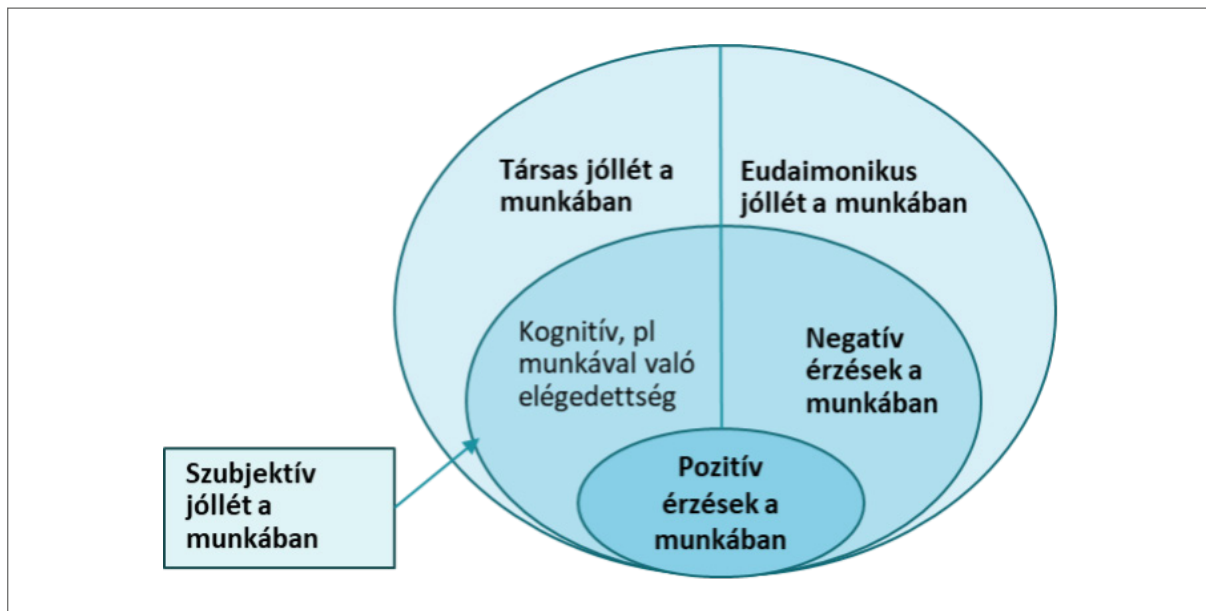 Társas jóllét a
munkában
Eudaimonikus
jóllét a munkában
Kognitív, pl
munkával való
elégedettség
Negatív
érzések a
munkában
Szubjektív
jóllét a
munkában
Pozitív
érzések a
munkában